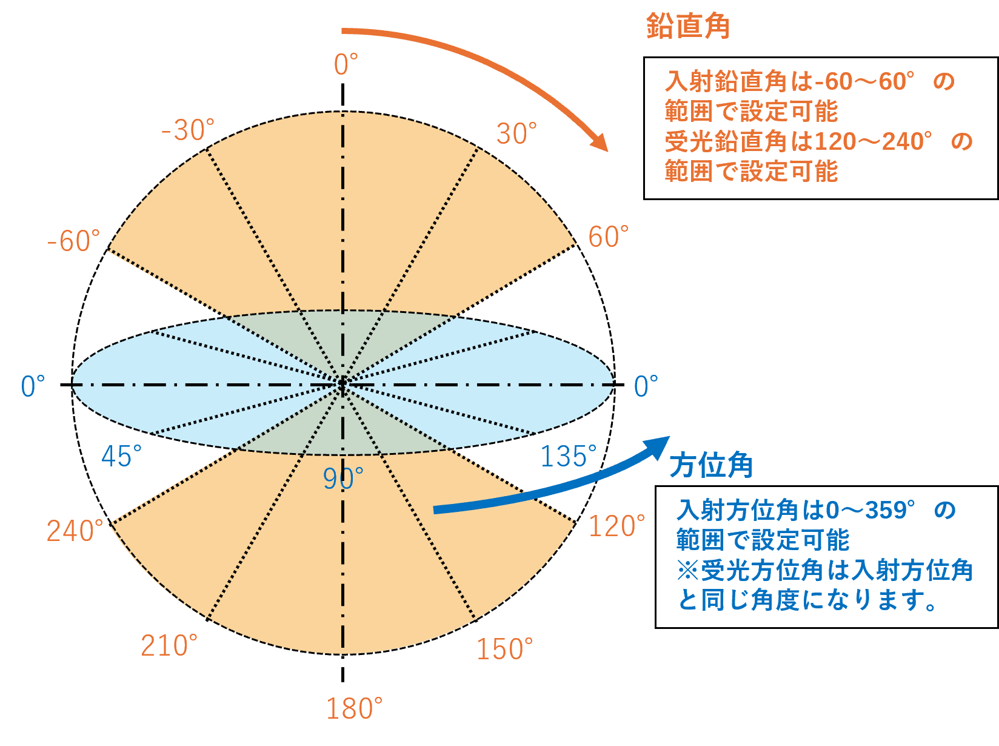 鉛直角
入射鉛直角は-60～60°の
範囲で設定可能
受光鉛直角は120～240°の
範囲で設定可能
0°
-30°
30°
-60°
60°
0°
0°
45°
90°
135°
方位角
入射方位角は0～359°の
範囲で設定可能
※受光方位角は入射方位角
と同じ角度になります。
240°
120°
210°
150°
180°